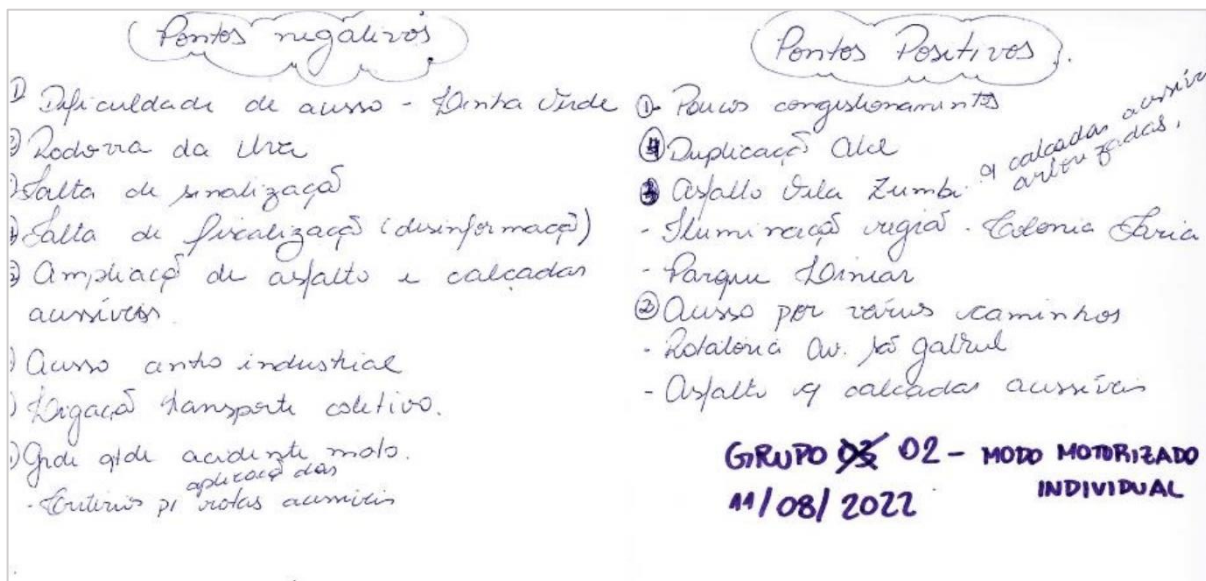 Pontos negativos
① Dificuldade de acesso - Linha Verde
② Rodovia da Uva
Falta de sinalização
Falta de fiscalização (desinformação)
⑤ Ampliação de asfalto e calçadas
acessíveis.
Acesso centro industrial
Ligação transporte coletivo.
Gde qtde acidente moto.
- Critérios p/ aplicação das rotas acessíveis
Pontos Positivos.
① - Poucos congestionamentos
④ Duplicação
③ Asfalto Vila Zumbi. c/ calçadas acessíveis
arborizadas.
- Iluminação região - Colonia Faria
- Parque Linear
② Acesso por vários caminhos
- Rotatória Av. São Gabriel
- Asfalto c/ calçadas acessíveis
GRUPO 02 - MODO MOTORIZADO
INDIVIDUAL
11/08/2022